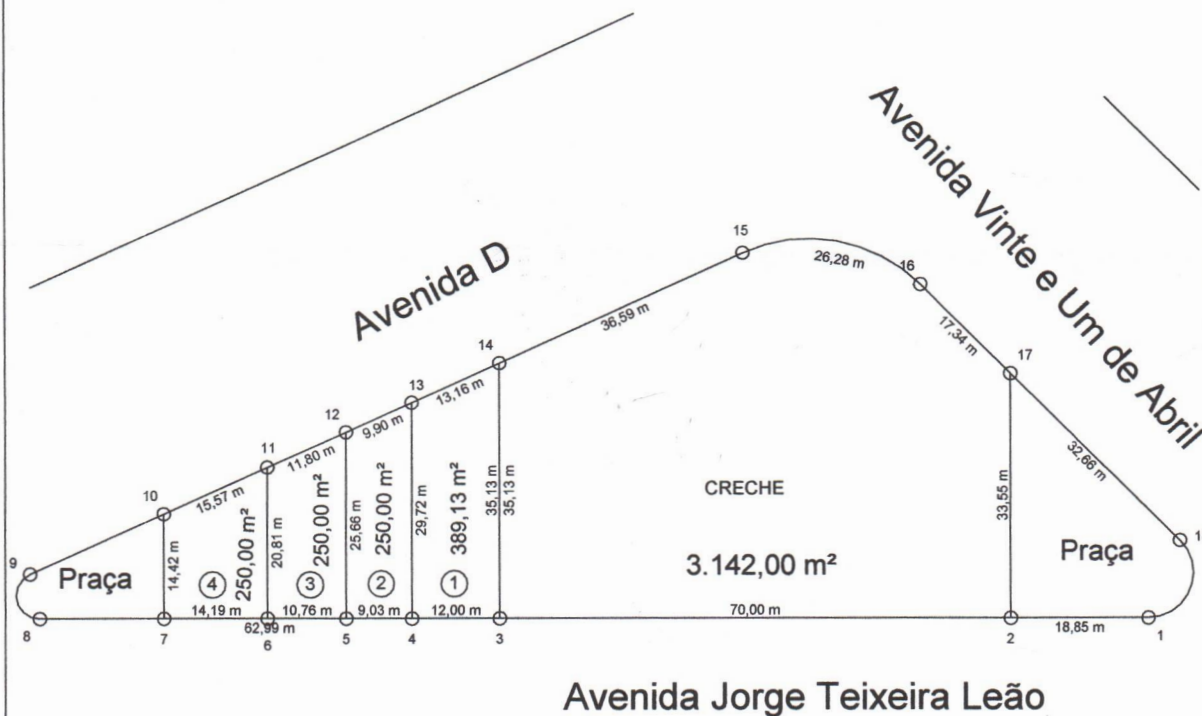 Avenida Vinte e Um de Abril
Avenida D
15
26,28 m
16
36,59 m
17,34 m
14
17
13
13,16 m
12
9,90 m
11
11,80 m
10
15,57 m
32,66 m
9
Praça
14,42 m
250,00 m²
20,81 m
250,00 m²
25,66 m
250,00 m²
29,72 m
389,13 m²
35,13 m
35,13 m
CRECHE
3.142,00 m²
33,55 m
Praça
1
4
3
2
1
14,19 m
10,76 m
9,03 m
12,00 m
70,00 m
18,85 m
62,99 m
8
7
6
5
4
3
2
1
Avenida Jorge Teixeira Leão